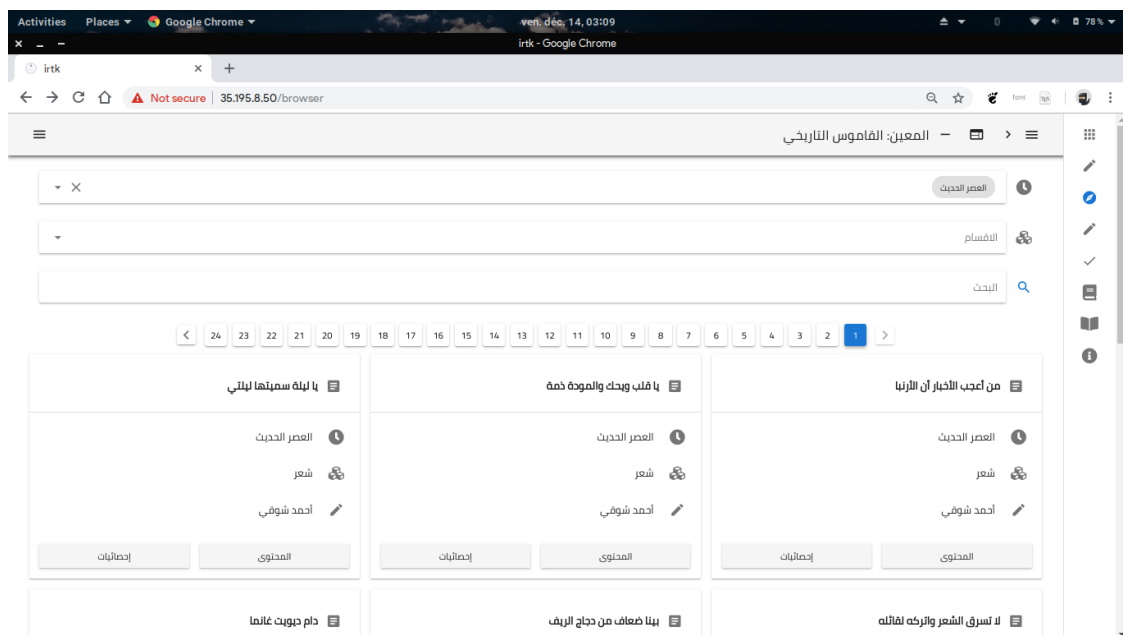 Activities Places Google Chrome ven. déc. 14, 03:09 78%
irtk - Google Chrome
irtk
Not secure 35.195.8.50/browser
المعين: القاموس التاريخي
العصر الحديث
الاقسام
البحث
1 2 3 4 5 6 7 8 9 10 11 12 13 14 15 16 17 18 19 20 21 22 23 24
من أعجب الأخبار أن الأرنبا
العصر الحديث
شعر
أحمد شوقي
المحتوى إحصائيات
يا قلب ويحك والمودة ذمة
العصر الحديث
شعر
أحمد شوقي
المحتوى إحصائيات
يا ليلة سميتها ليلتي
العصر الحديث
شعر
أحمد شوقي
المحتوى إحصائيات
لا تسرق الشعر واتركه لقائله
بينا ضعاف من دجاج الريف
دام ديويت غانما